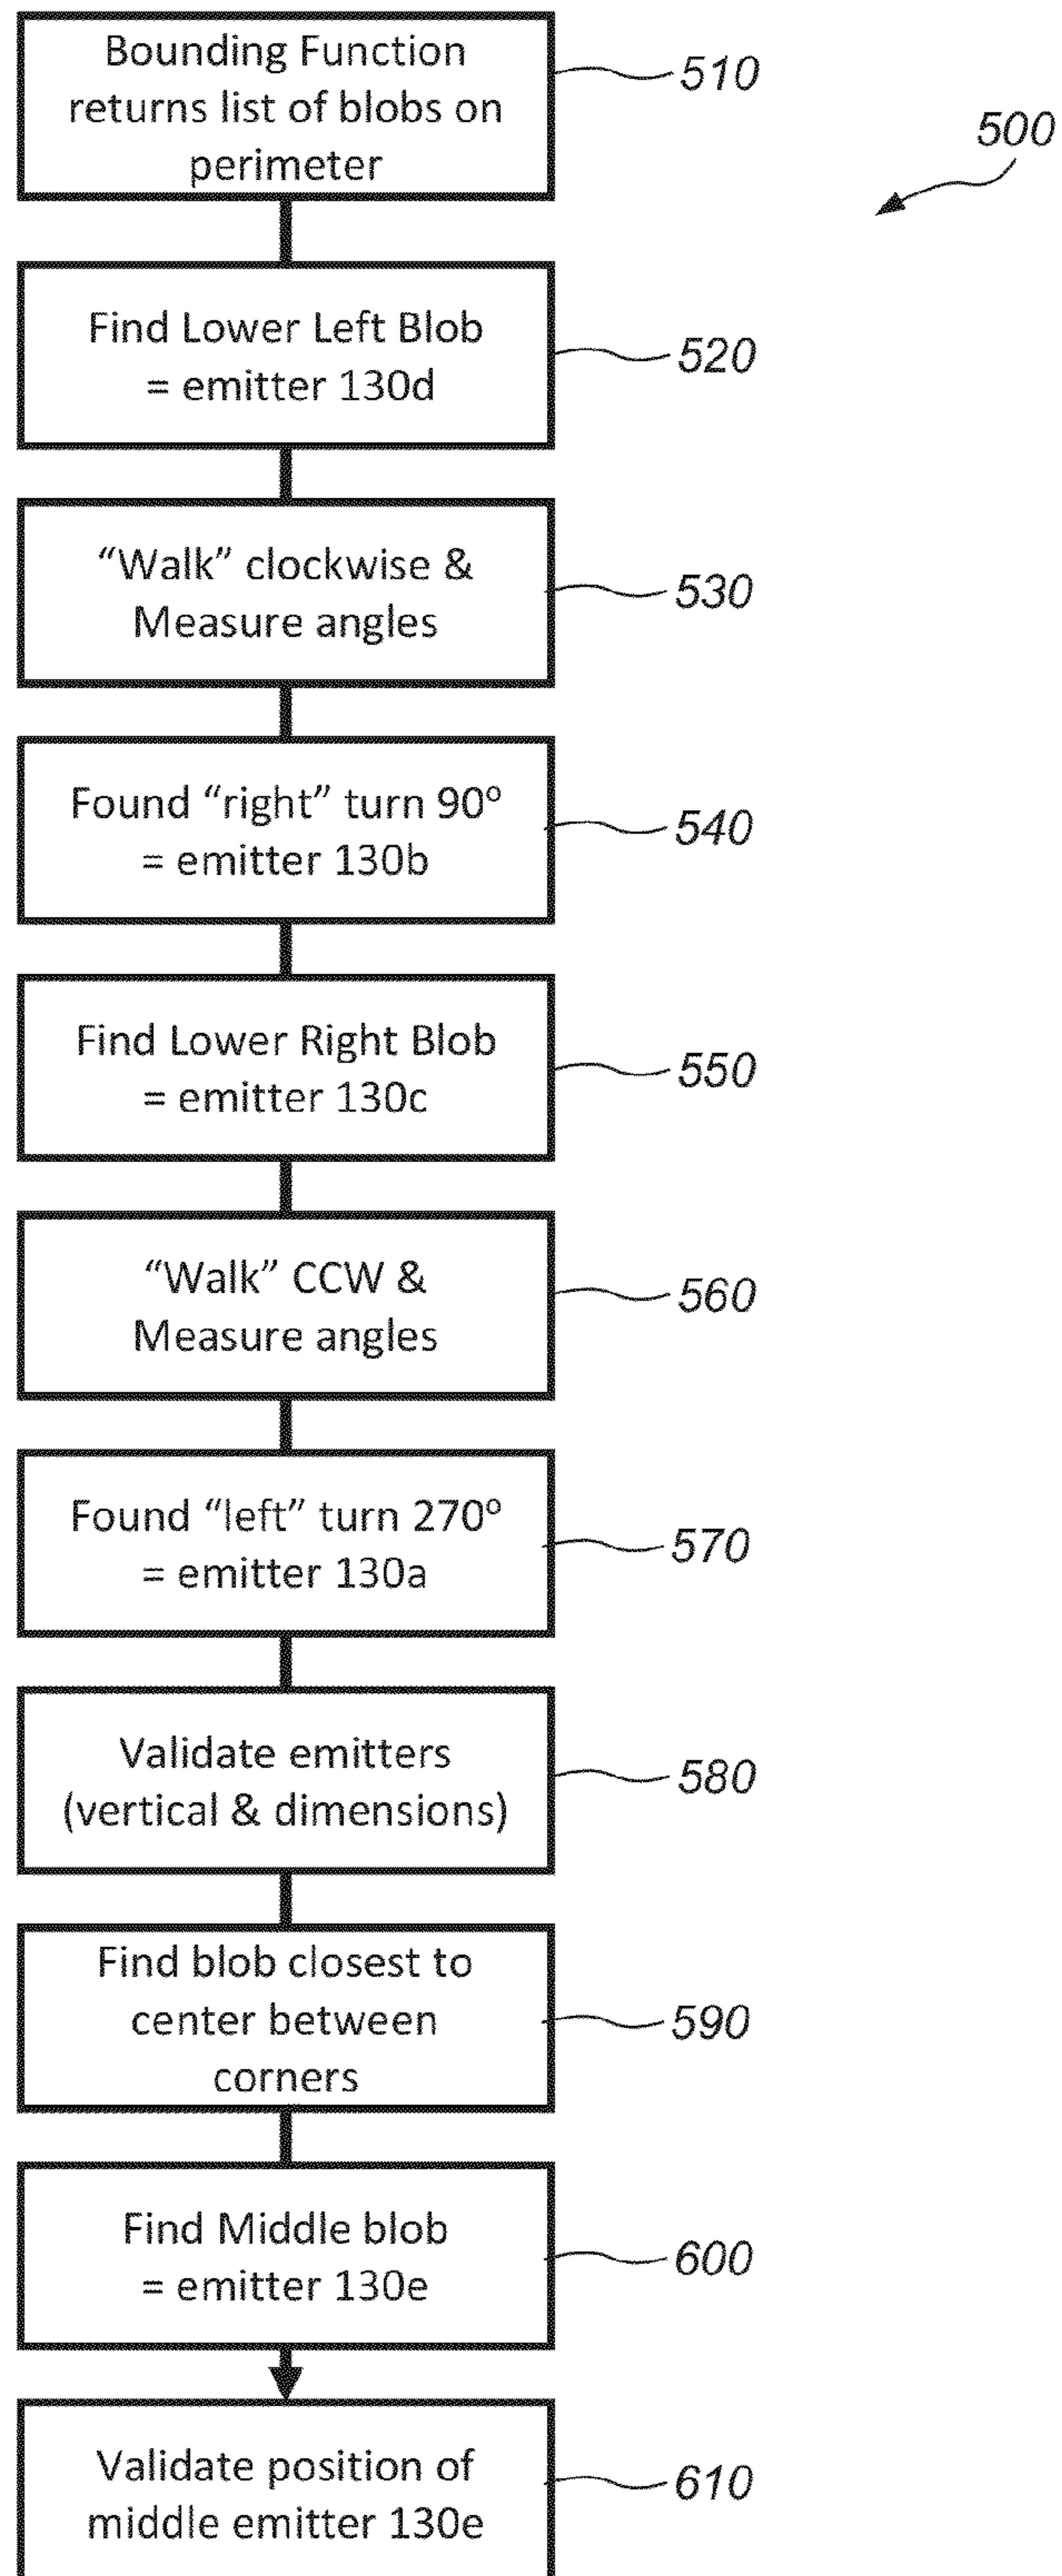 Bounding Function
returns list of blobs on
perimeter
510
500
Find Lower Left Blob
= emitter 130d
520
“Walk” clockwise &
Measure angles
530
Found “right” turn 90º
= emitter 130b
540
Find Lower Right Blob
= emitter 130c
550
“Walk” CCW &
Measure angles
560
Found “left” turn 270º
= emitter 130a
570
Validate emitters
(vertical & dimensions)
580
Find blob closest to
center between
corners
590
Find Middle blob
= emitter 130e
600
Validate position of
middle emitter 130e
610